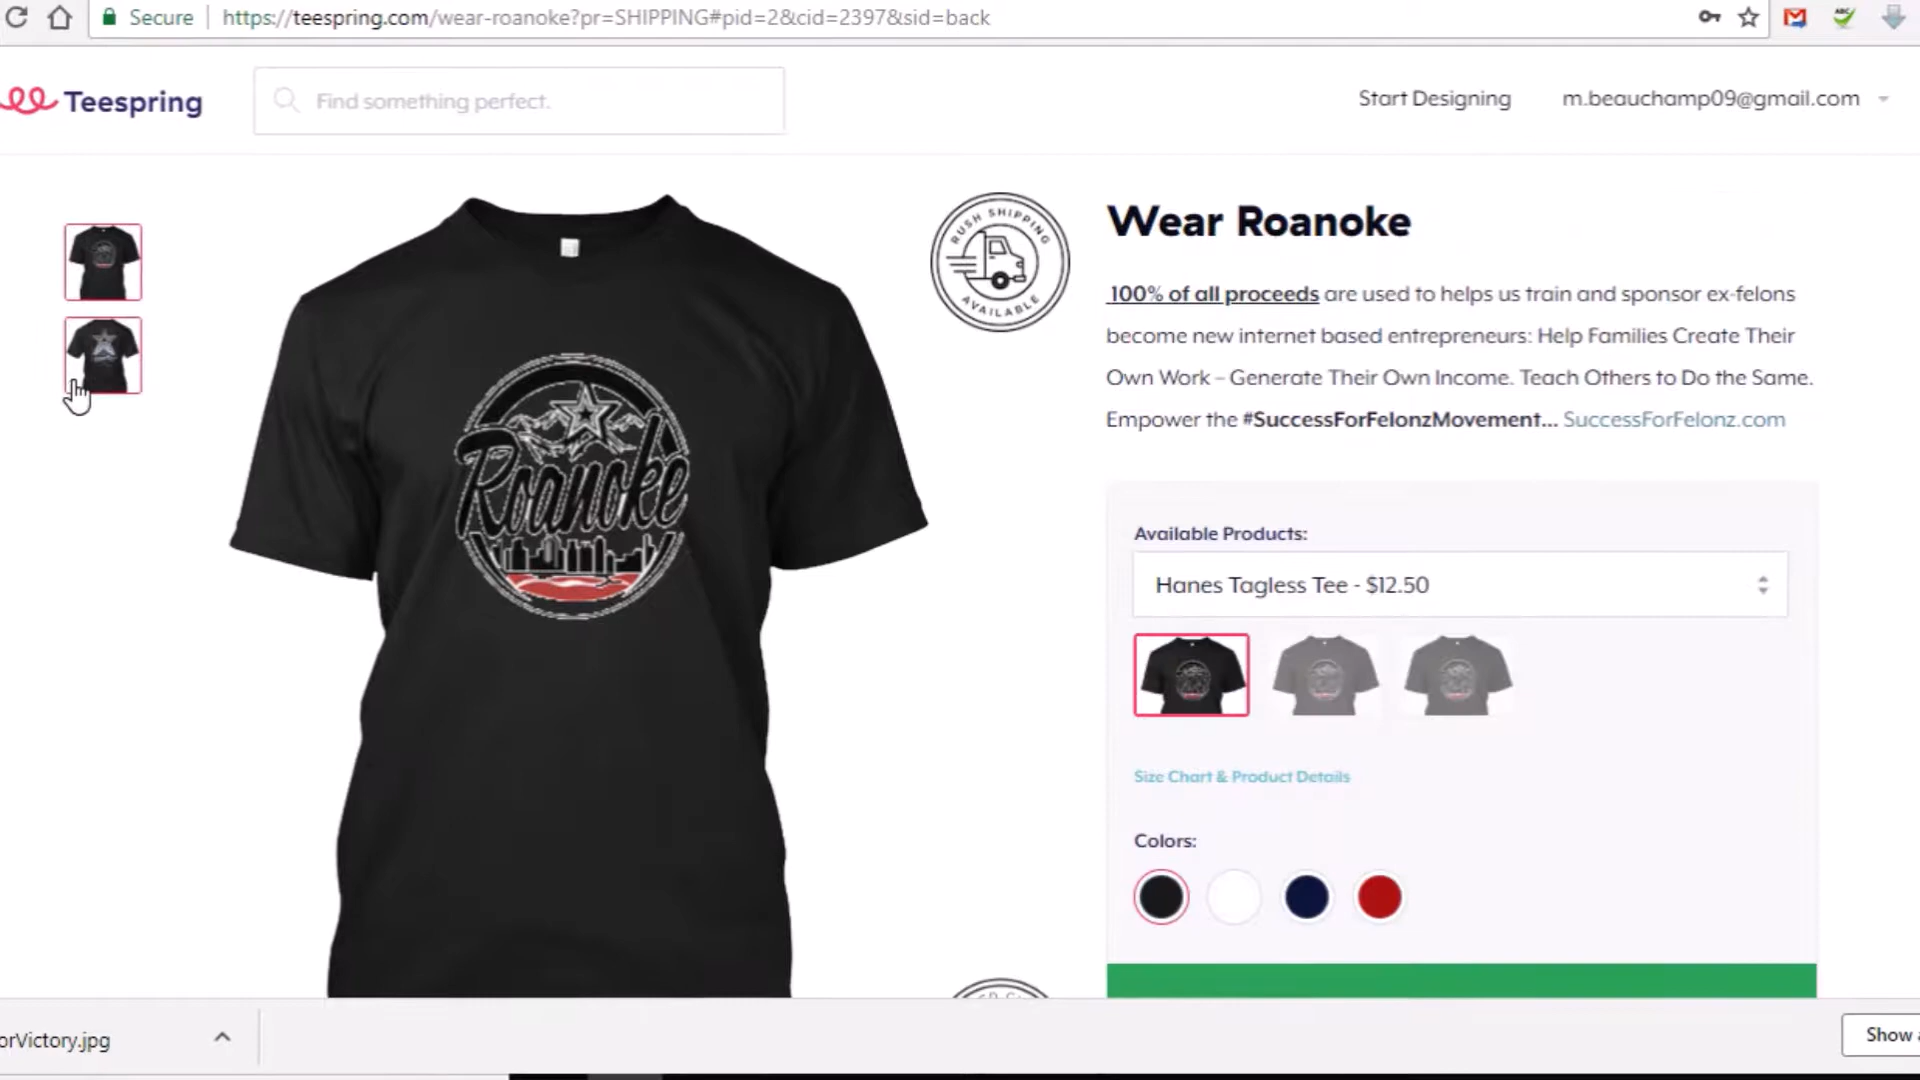 Secure
https://teespring.com/wear-roanoke?pr=SHIPPING#pid=2&cid=2397&sid=back
ABC
Teespring
Find something perfect.
Start Designing
m.beauchamp09@gmail.com
RUSH SHIPPING
AVAILABLE
Wear Roanoke
100% of all proceeds are used to helps us train and sponsor ex-felons
become new internet based entrepreneurs: Help Families Create Their
Own Work – Generate Their Own Income. Teach Others to Do the Same.
Empower the #SuccessForFelonzMovement... SuccessForFelonz.com
Roanoke
Available Products:
Hanes Tagless Tee - $12.50
Size Chart & Product Details
Colors:
orVictory.jpg
Show